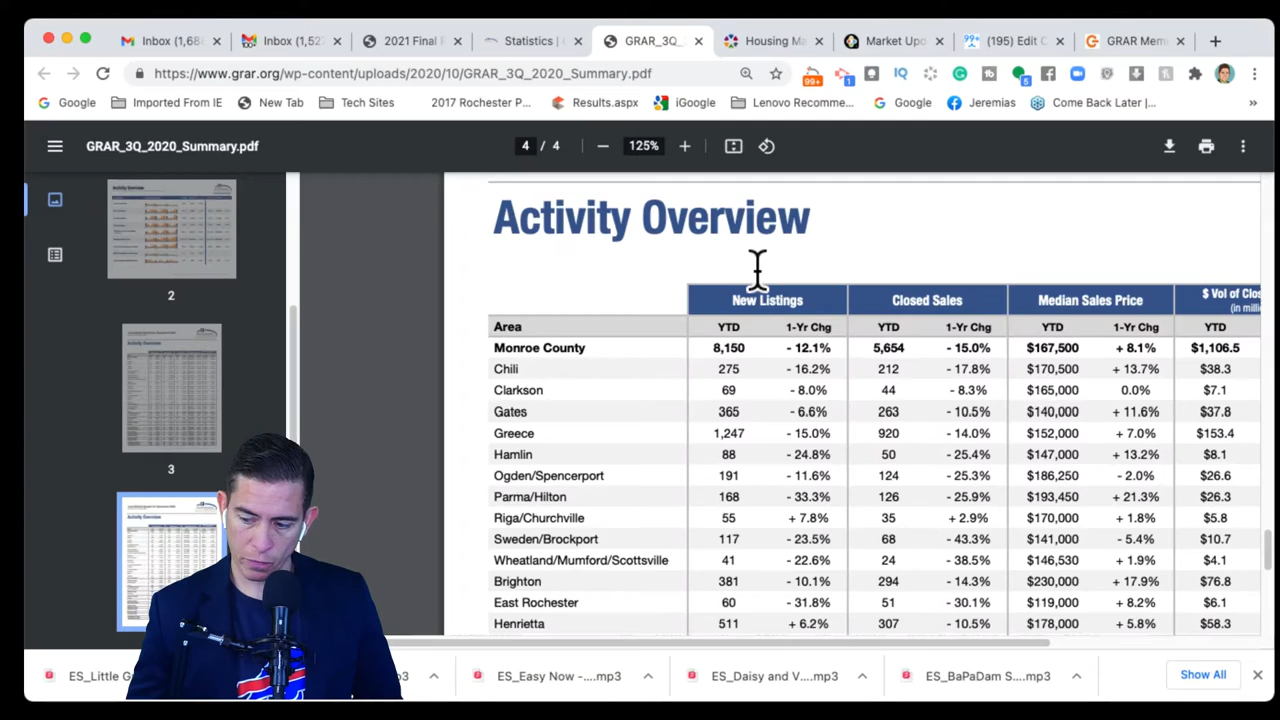 Inbox (1,68
Inbox (1,527
2021 Final
Statistics |
GRAR_3Q_
Housing Ma
Market Up
(195) Edit C
GRAR Mem
https://www.grar.org/wp-content/uploads/2020/10/GRAR_3Q_2020_Summary.pdf
99+
1
IQ
5
Google
Imported From IE
New Tab
Tech Sites
2017 Rochester P...
Results.aspx
iGoogle
Lenovo Recomme...
Google
Jeremias
Come Back Later |...
»
GRAR_3Q_2020_Summary.pdf
4 / 4
125%
2
3
Activity Overview
New Listings Closed Sales Median Sales Price $ Vol of Clos
(in milli
Area YTD 1-Yr Chg YTD 1-Yr Chg YTD 1-Yr Chg YTD
Monroe County 8,150 - 12.1% 5,654 - 15.0% $167,500 + 8.1% $1,106.5
Chili 275 - 16.2% 212 - 17.8% $170,500 + 13.7% $38.3
Clarkson 69 - 8.0% 44 - 8.3% $165,000 0.0% $7.1
Gates 365 - 6.6% 263 - 10.5% $140,000 + 11.6% $37.8
Greece 1,247 - 15.0% 920 - 14.0% $152,000 + 7.0% $153.4
Hamlin 88 - 24.8% 50 - 25.4% $147,000 + 13.2% $8.1
Ogden/Spencerport 191 - 11.6% 124 - 25.3% $186,250 - 2.0% $26.6
Parma/Hilton 168 - 33.3% 126 - 25.9% $193,450 + 21.3% $26.3
Riga/Churchville 55 + 7.8% 35 + 2.9% $170,000 + 1.8% $5.8
Sweden/Brockport 117 - 23.5% 68 - 43.3% $141,000 - 5.4% $10.7
Wheatland/Mumford/Scottsville 41 - 22.6% 24 - 38.5% $146,530 + 1.9% $4.1
Brighton 381 - 10.1% 294 - 14.3% $230,000 + 17.9% $76.8
East Rochester 60 - 31.8% 51 - 30.1% $119,000 + 8.2% $6.1
Henrietta 511 + 6.2% 307 - 10.5% $178,000 + 5.8% $58.3
ES_Little G
p3
ES_Easy Now -....mp3
ES_Daisy and V....mp3
ES_BaPaDam S....mp3
Show All